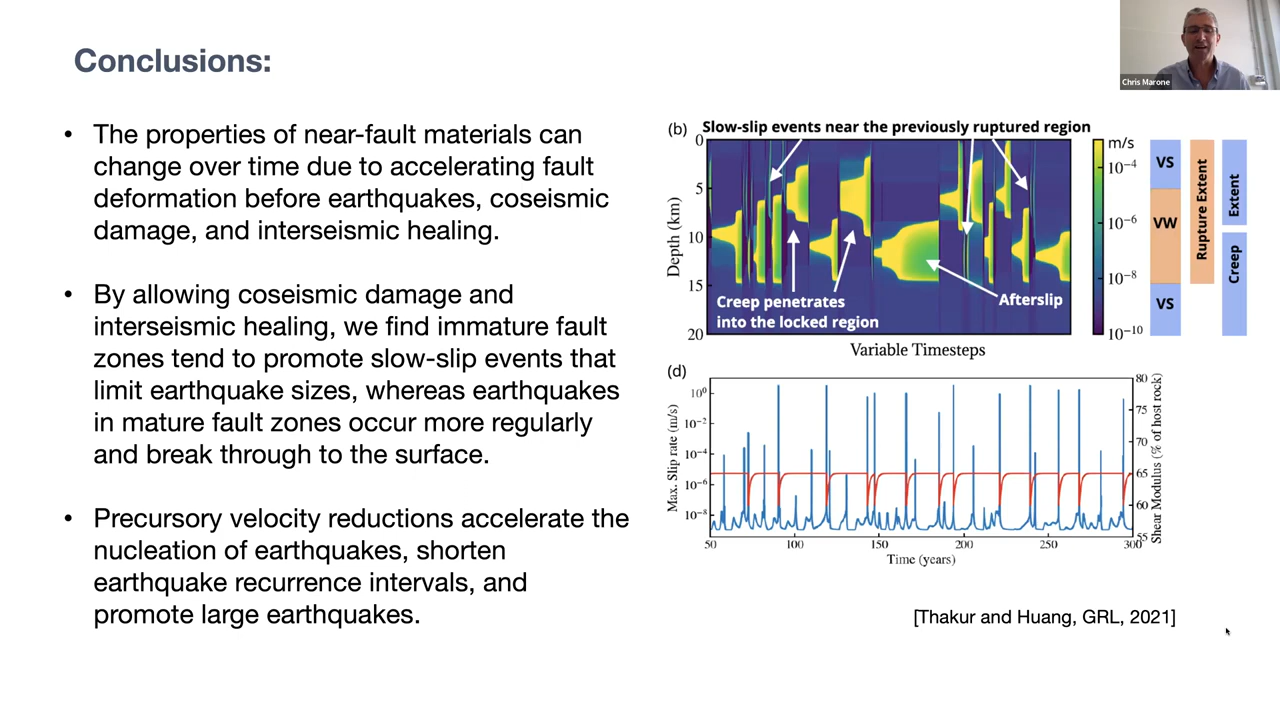 Conclusions:
Chris Marone
• The properties of near-fault materials can
change over time due to accelerating fault
deformation before earthquakes, coseismic
damage, and interseismic healing.
• By allowing coseismic damage and
interseismic healing, we find immature fault
zones tend to promote slow-slip events that
limit earthquake sizes, whereas earthquakes
in mature fault zones occur more regularly
and break through to the surface.
• Precursory velocity reductions accelerate the
nucleation of earthquakes, shorten
earthquake recurrence intervals, and
promote large earthquakes.
(b) Slow-slip events near the previously ruptured region
0
5
10
15
20
Depth (km)
Creep penetrates
into the locked region
Afterslip
Variable Timesteps
m/s
10⁻⁴
10⁻⁶
10⁻⁸
10⁻¹⁰
VS
VW
VS
Rupture Extent
Creep Extent
(d)
10⁰
10⁻²
10⁻⁴
10⁻⁶
10⁻⁸
Max. Slip rate (m/s)
80
75
70
65
60
55
Shear Modulus (% of host rock)
50 100 150 200 250 300
Time (years)
[Thakur and Huang, GRL, 2021]